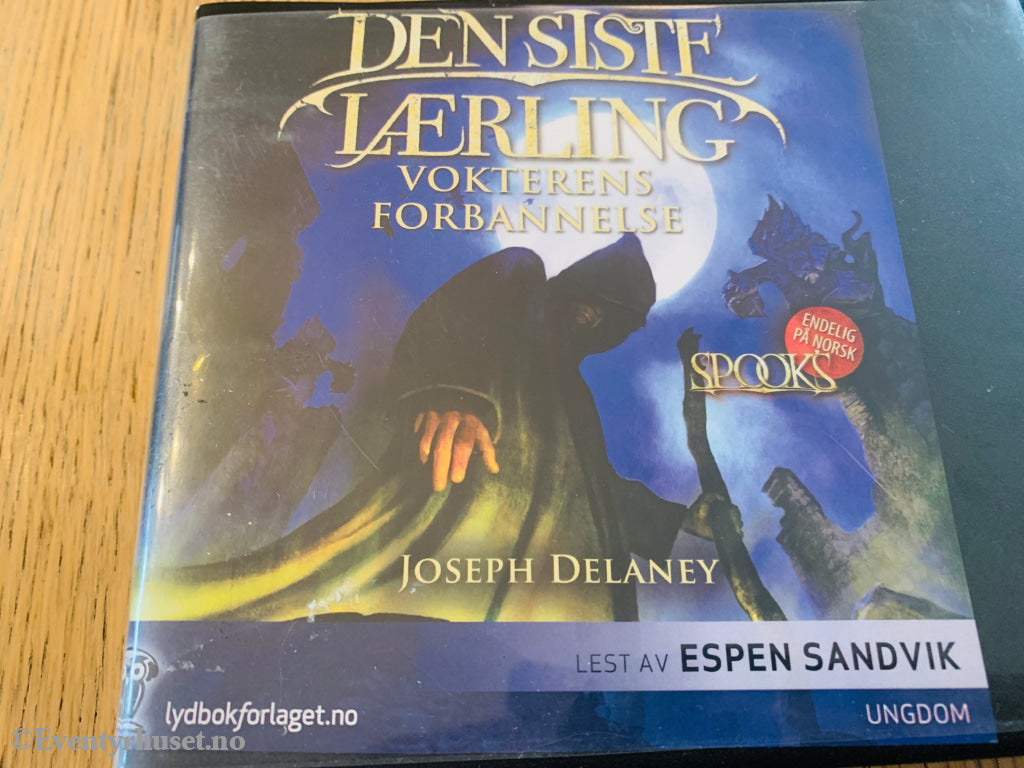 DEN SISTE
LÆRLING
VOKTERENS
FORBANNELSE
ENDELIG
PÅ NORSK
SPOOKS
JOSEPH DELANEY
LEST AV ESPEN SANDVIK
lydbokforlaget.no
UNGDOM
©Eventyrhuset.no